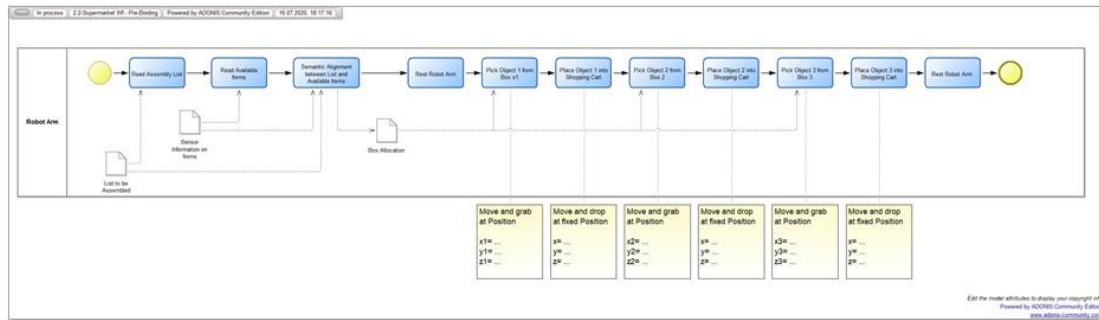 In process
2.2-Supermarket Wf - Pre-Binding
Powered by ADONIS Community Edition
16.07.2020, 18:17:16
Robot Arm
Read Assembly List
Read Available
Items
Semantic Alignment
between List and
Available Items
Rest Robot Arm
Pick Object 1 from
Box x1
Place Object 1 into
Shopping Cart
Pick Object 2 from
Box 2
Place Object 2 into
Shopping Cart
Pick Object 3 from
Box 3
Place Object 3 into
Shopping Cart
Rest Robot Arm
Sensor
Information on
Items
Box Allocation
List to be
Assembled
Move and grab
at Position
x1= ...
y1= ...
z1= ...
Move and drop
at fixed Position
x= ...
y= ...
z= ...
Move and grab
at Position
x2= ...
y2= ...
z2= ...
Move and drop
at fixed Position
x= ...
y= ...
z= ...
Move and grab
at Position
x3= ...
y3= ...
z3= ...
Move and drop
at fixed Position
x= ...
y= ...
z= ...
Edit the model attributes to display your copyright inf
Powered by ADONIS:Community Editio
www.adonis-community.co